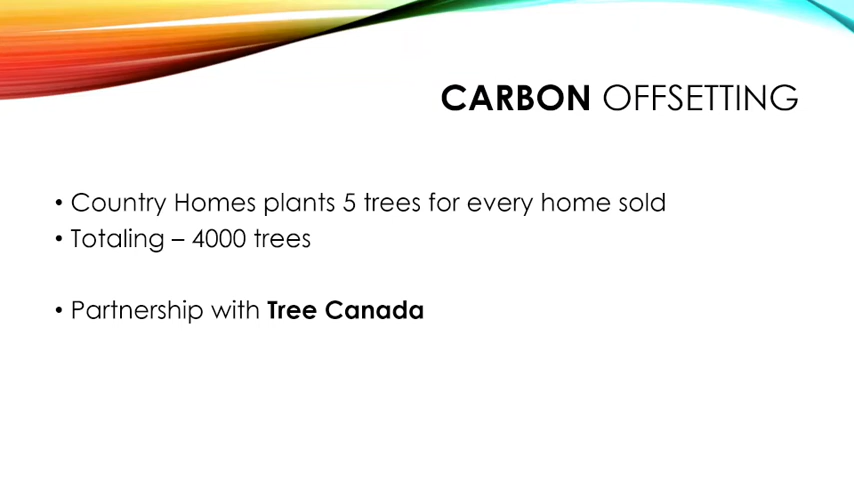 CARBON OFFSETTING
• Country Homes plants 5 trees for every home sold
• Totaling – 4000 trees
• Partnership with Tree Canada